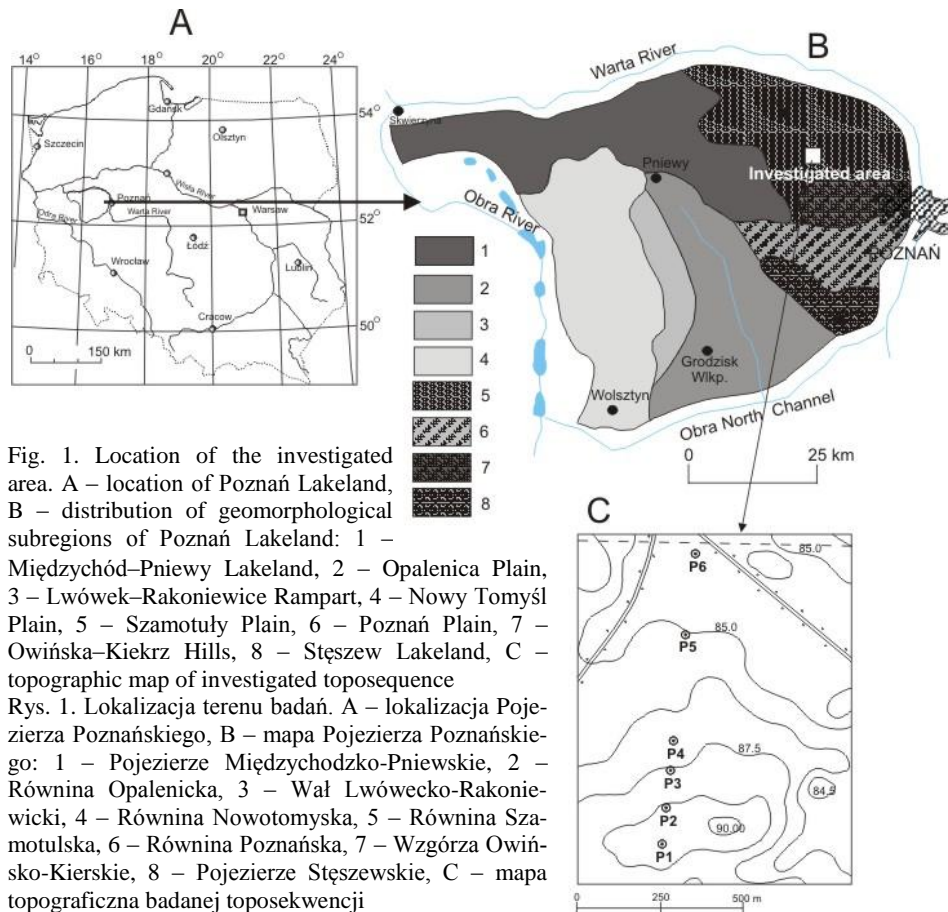 A
14° 16° 18° 20° 22° 24°
54°
52°
50°
Gdańsk
Olsztyn
Szczecin
Wisła River
Poznań
Odra River
Warta River
Warsaw
Łódź
Wrocław
Lublin
Cracow
0 150 km
B
Warta River
Skwierzyna
Pniewy
Investigated area
Obra River
POZNAŃ
Grodzisk
Wlkp.
Wolsztyn
Obra North Channel
0 25 km
1
2
3
4
5
6
7
8
Fig. 1. Location of the investigated
area. A – location of Poznań Lakeland,
B – distribution of geomorphological
subregions of Poznań Lakeland: 1 –
Międzychód–Pniewy Lakeland, 2 – Opalenica Plain,
3 – Lwówek–Rakoniewice Rampart, 4 – Nowy Tomyśl
Plain, 5 – Szamotuły Plain, 6 – Poznań Plain, 7 –
Owińska–Kiekrz Hills, 8 – Stęszew Lakeland, C –
topographic map of investigated toposequence
Rys. 1. Lokalizacja terenu badań. A – lokalizacja Poje-
zierza Poznańskiego, B – mapa Pojezierza Poznańskie-
go: 1 – Pojezierze Międzychodzko-Pniewskie, 2 –
Równina Opalenicka, 3 – Wał Lwówecko-Rakonie-
wicki, 4 – Równina Nowotomyska, 5 – Równina Sza-
motulska, 6 – Równina Poznańska, 7 – Wzgórza Owiń-
sko-Kierskie, 8 – Pojezierze Stęszewskie, C – mapa
topograficzna badanej toposekwencji
C
P6
85.0
P5
85.0
P4
87.5
P3
84.5
P2
90.00
P1
0 250 500 m